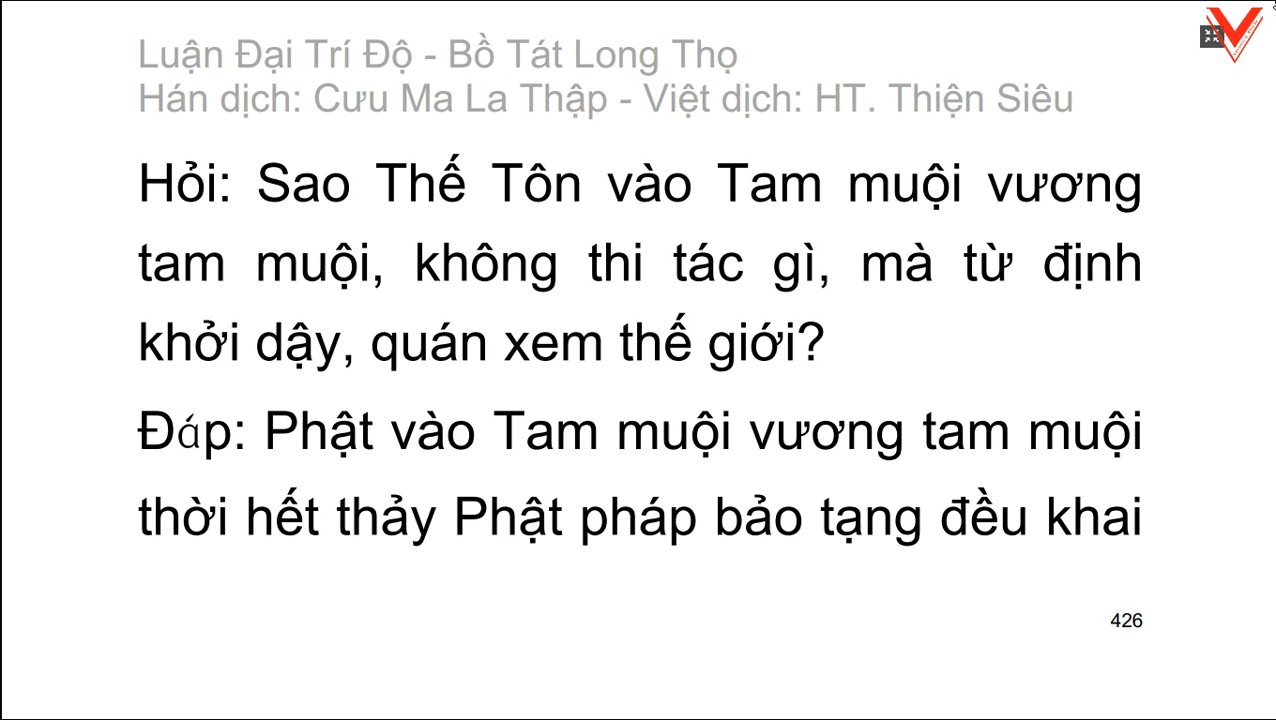 Luận Đại Trí Độ - Bồ Tát Long Thọ
Hán dịch: Cưu Ma La Thập - Việt dịch: HT. Thiện Siêu
Hỏi: Sao Thế Tôn vào Tam muội vương
tam muội, không thi tác gì, mà từ định
khởi dậy, quán xem thế giới?
Đáp: Phật vào Tam muội vương tam muội
thời hết thảy Phật pháp bảo tạng đều khai
426